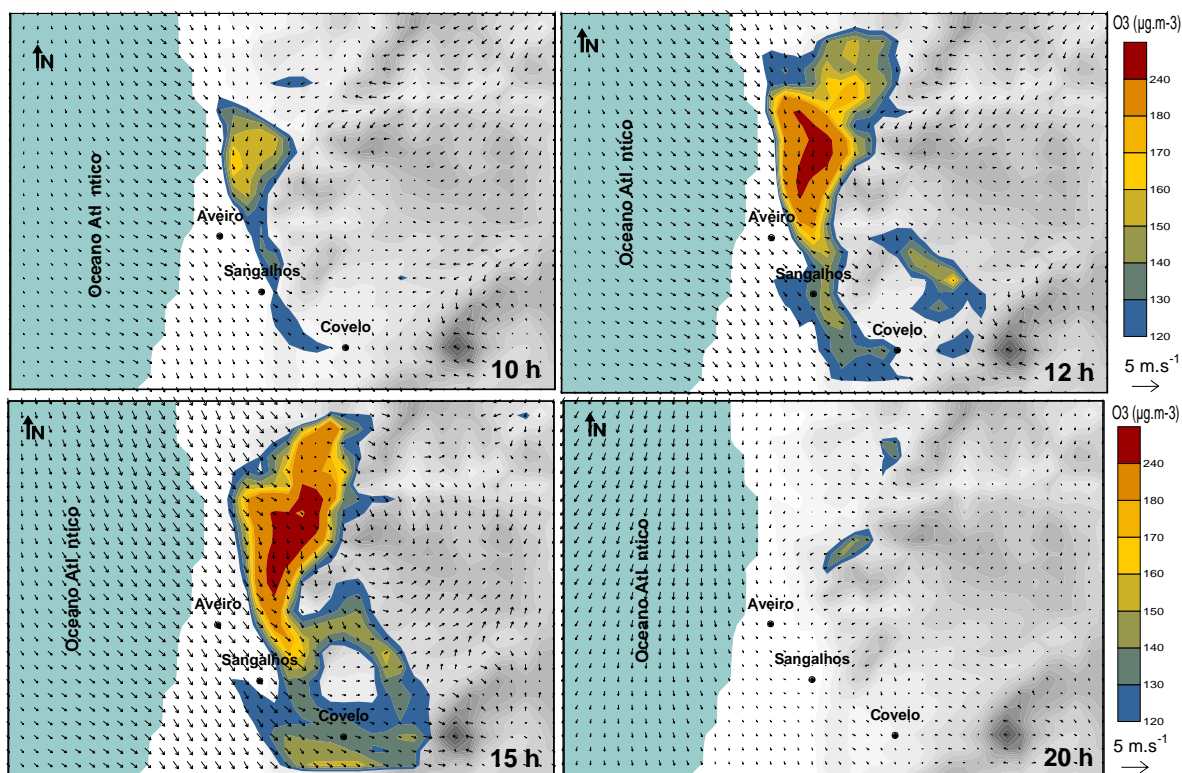 N
Oceano Atl ntico
Aveiro
Sangalhos
Covelo
10 h
N
Oceano Atl ntico
Aveiro
Sangalhos
Covelo
12 h
O3 (µg.m-3)
240
180
170
160
150
130
120
5 m.s-1
N
Oceano Atl ntico
Aveiro
Sangalhos
Covelo
15 h
N
Oceano Atl ntico
Aveiro
Sangalhos
Covelo
20 h
O3 (µg.m-3)
240
180
170
160
150
130
120
5 m.s-1